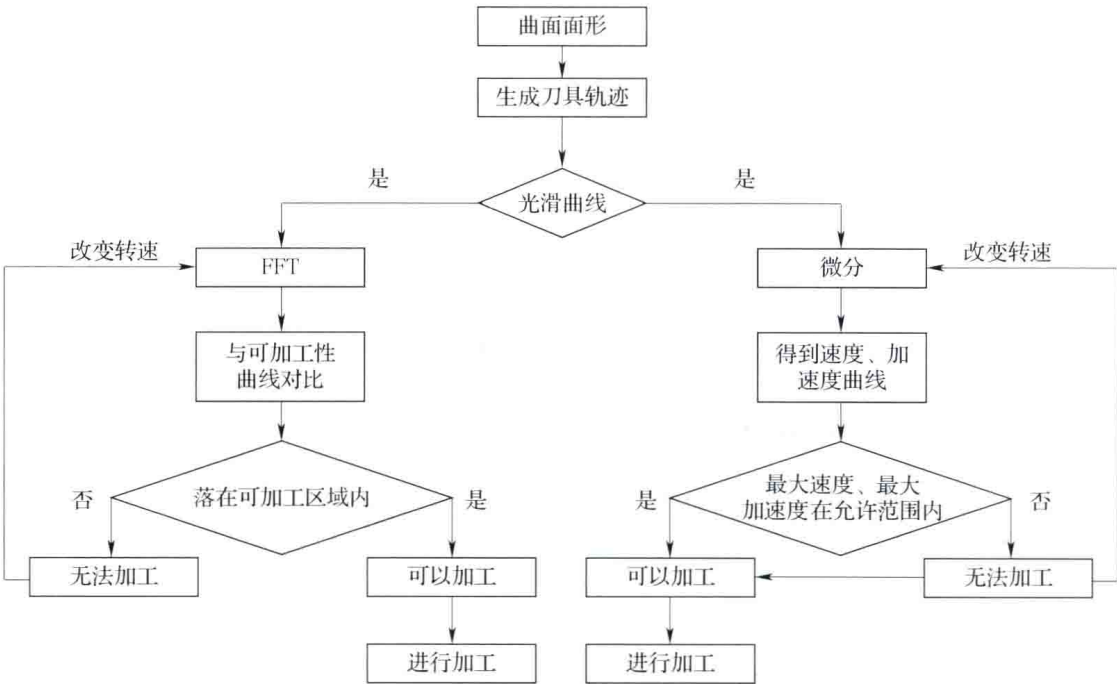 曲面面形
生成刀具轨迹
是
光滑曲线
是
改变转速
FFT
微分
改变转速
与可加工性
曲线对比
得到速度、加
速度曲线
否
落在可加工区域内
是
是
最大速度、最大
加速度在允许范围内
否
无法加工
可以加工
可以加工
无法加工
进行加工
进行加工